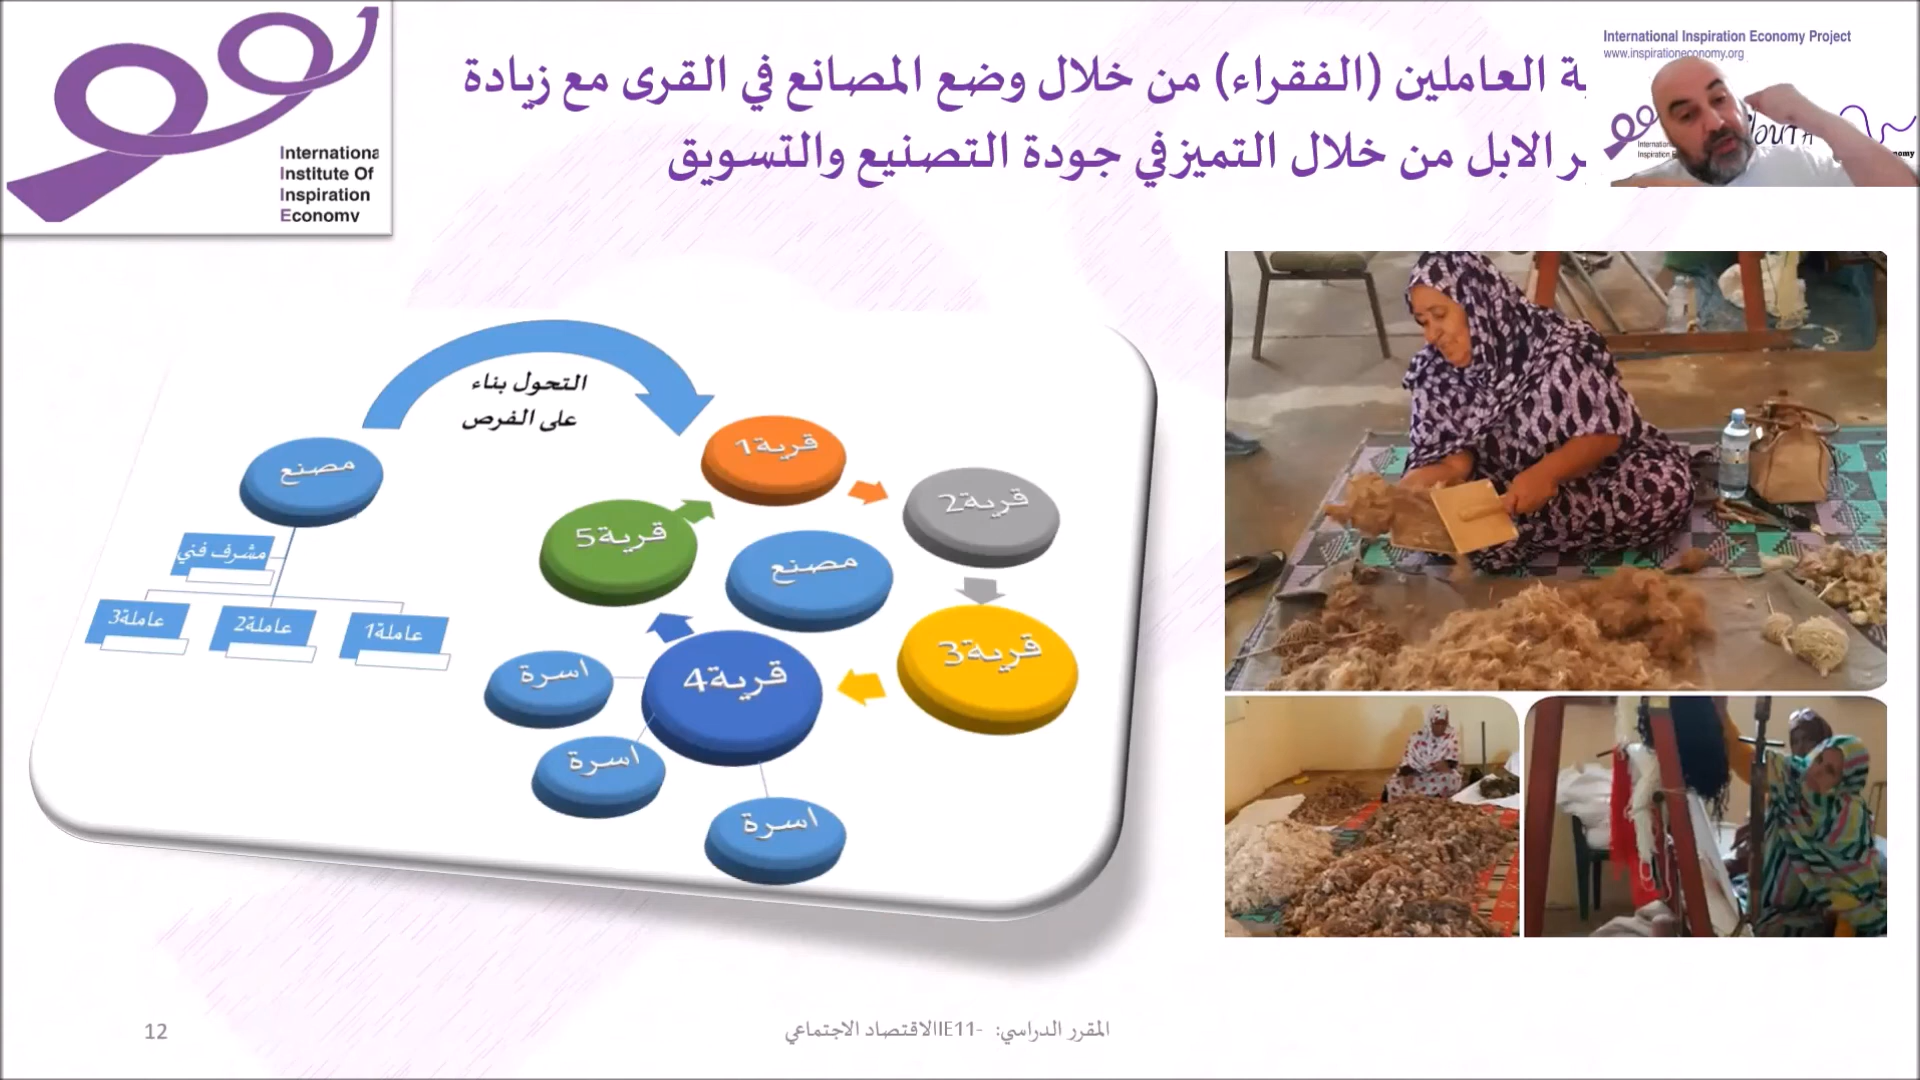 International
Institute Of
Inspiration
Economy
International Inspiration Economy Project
www.inspirationeconomy.org
العاملين (الفقراء) من خلال وضع المصانع في القرى مع زيادة
الابل من خلال التميز في جودة التصنيع والتسويق
التحول بناء
على الفرص
مصنع
مشرف فني
عاملة1
عاملة2
عاملة3
قرية1
قرية2
قرية3
قرية4
قرية5
مصنع
اسرة
اسرة
اسرة
المقرر الدراسي: -IE11الاقتصاد الاجتماعي
12